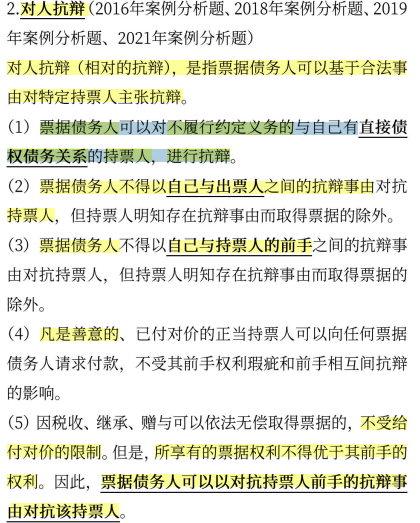 2.对人抗辩（2016年案例分析题、2018年案例分析题、2019
年案例分析题、2021年案例分析题）
对人抗辩（相对的抗辩），是指票据债务人可以基于合法事
由对特定持票人主张抗辩。
（1）票据债务人可以对不履行约定义务的与自己有直接债
权债务关系的持票人，进行抗辩。
（2）票据债务人不得以自己与出票人之间的抗辩事由对抗
持票人，但持票人明知存在抗辩事由而取得票据的除外。
（3）票据债务人不得以自己与持票人的前手之间的抗辩事
由对抗持票人，但持票人明知存在抗辩事由而取得票据的
除外。
（4）凡是善意的、已付对价的正当持票人可以向任何票据
债务人请求付款，不受其前手权利瑕疵和前手相互间抗辩
的影响。
（5）因税收、继承、赠与可以依法无偿取得票据的，不受给
付对价的限制。但是，所享有的票据权利不得优于其前手的
权利。因此，票据债务人可以以对抗持票人前手的抗辩事
由对抗该持票人。